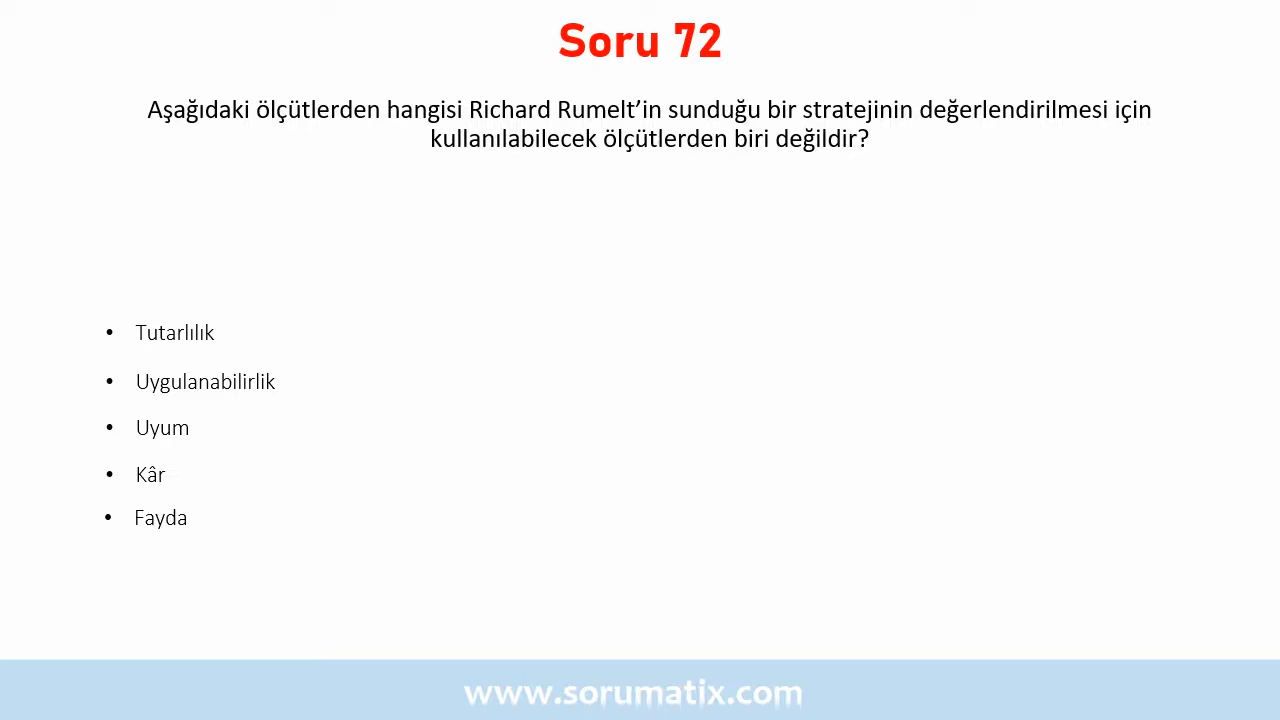 Soru 72
Aşağıdaki ölçütlerden hangisi Richard Rumelt’in sunduğu bir stratejinin değerlendirilmesi için
kullanılabilecek ölçütlerden biri değildir?
• Tutarlılık
• Uygulanabilirlik
• Uyum
• Kâr
• Fayda
www.sorumatix.com